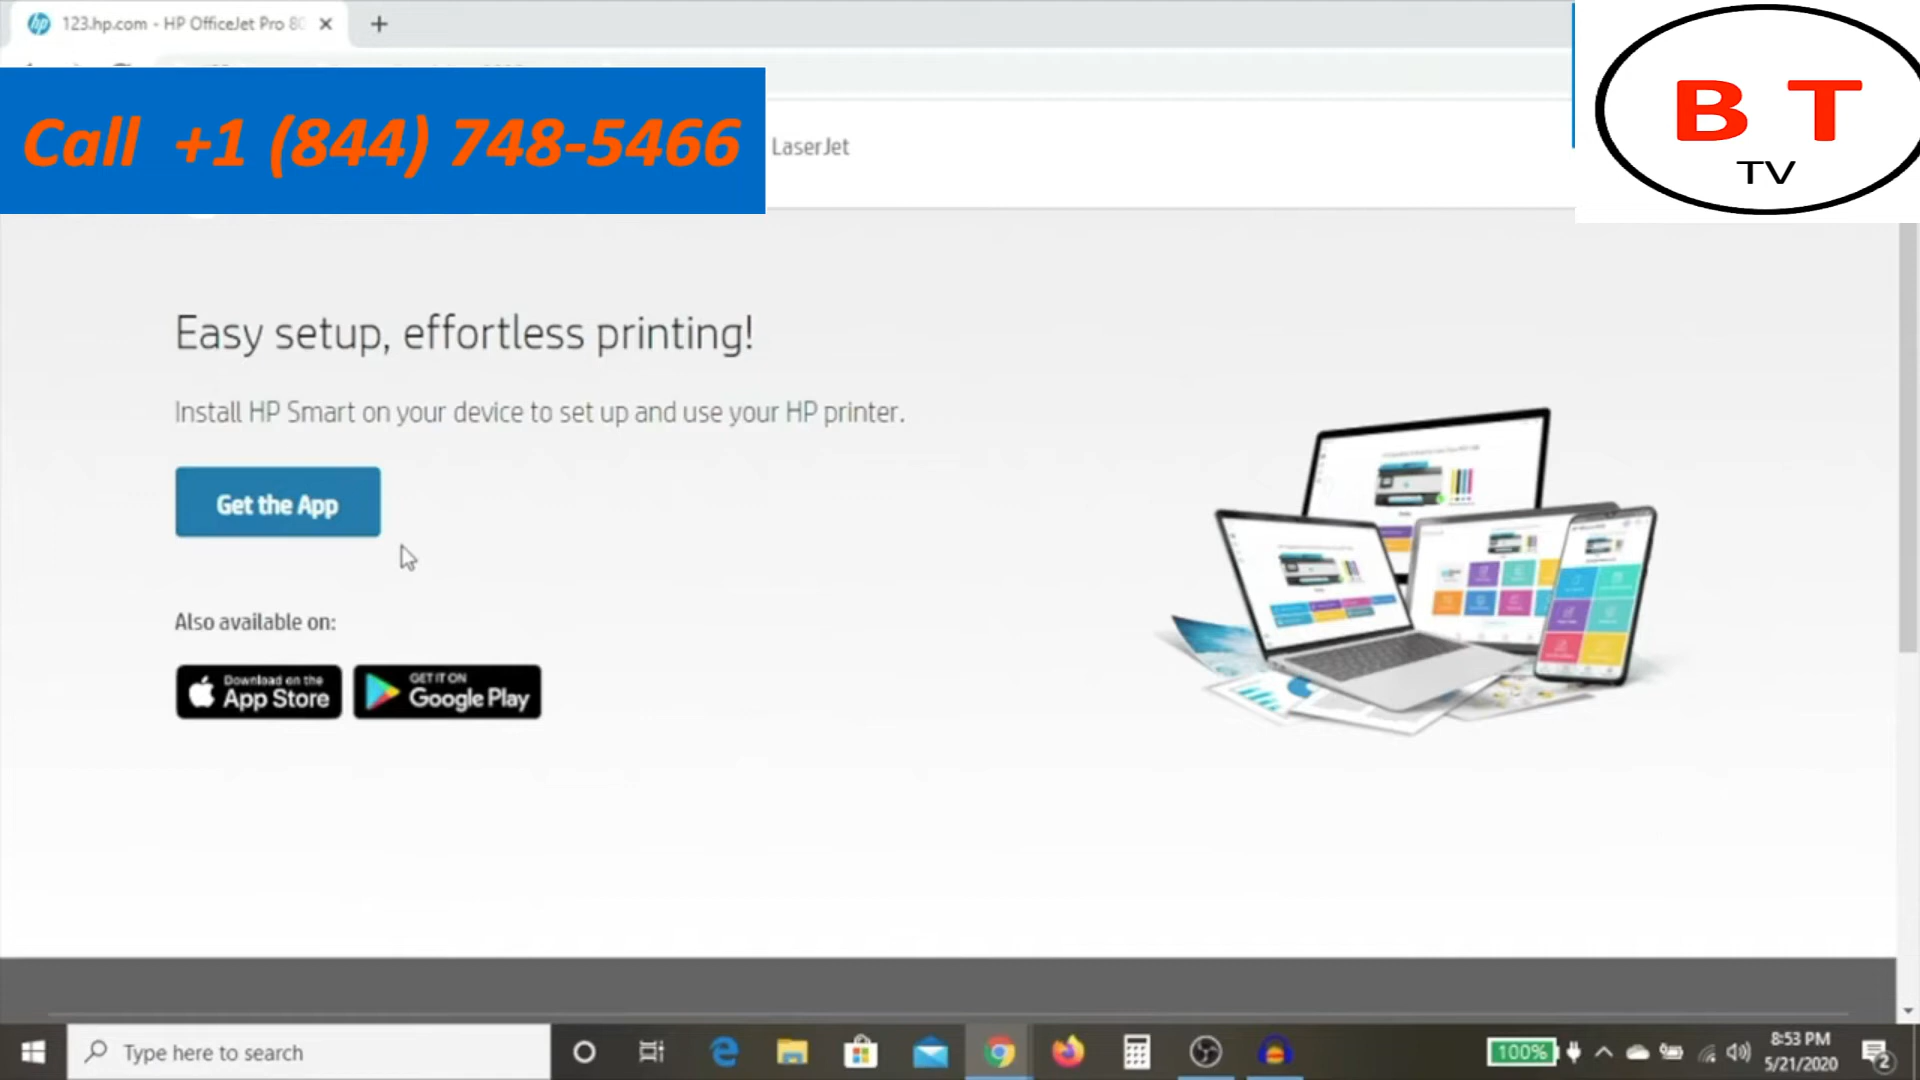 123.hp.com - HP OfficeJet Pro 80
Call +1 (844) 748-5466
LaserJet
B T
TV
Easy setup, effortless printing!
Install HP Smart on your device to set up and use your HP printer.
Get the App
Also available on:
Download on the
App Store
GET IT ON
Google Play
Type here to search
100%
8:53 PM
5/21/2020
2